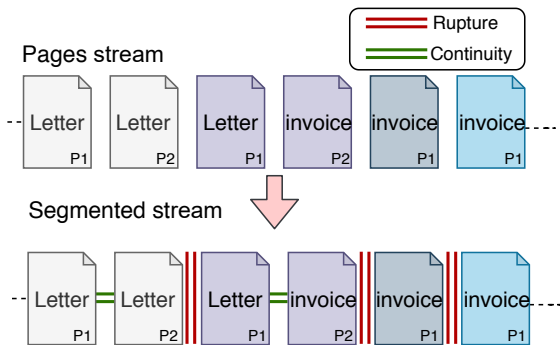 Rupture
Continuity
Pages stream
Letter Letter Letter invoice invoice invoice
P1 P2 P1 P2 P1 P1
Segmented stream
Letter Letter Letter invoice invoice invoice
P1 P2 P1 P2 P1 P1